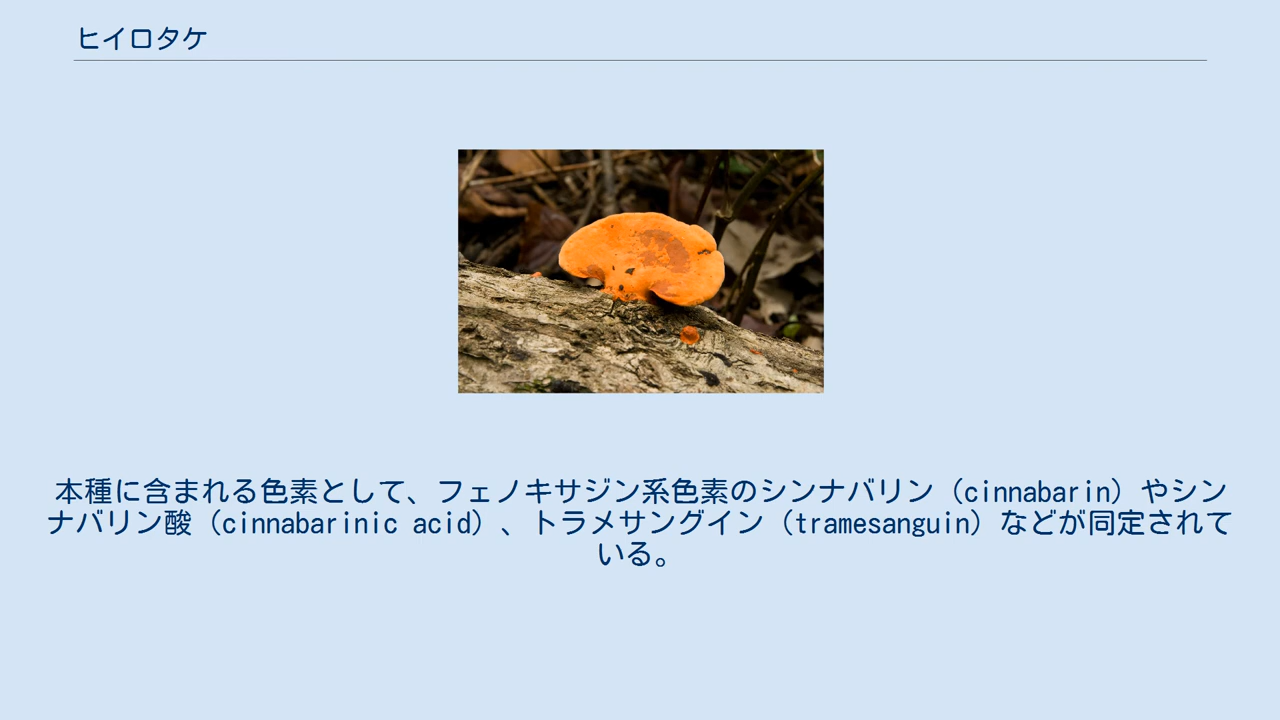 ヒイロタケ
本種に含まれる色素として、フェノキサジン系色素のシンナバリン（cinnabarin）やシン
ナバリン酸（cinnabarinic acid）、トラメサングイン（tramesanguin）などが同定されて
いる。